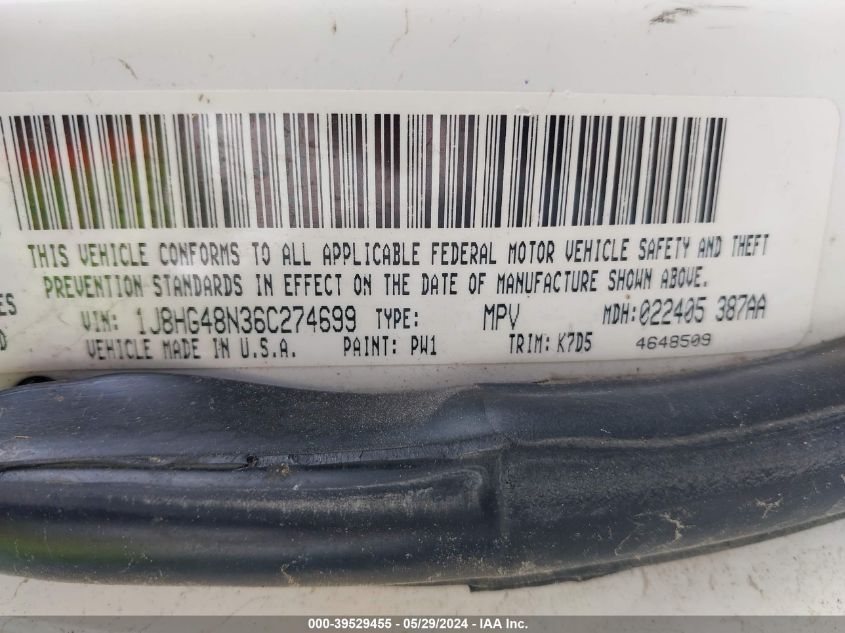 THIS VEHICLE CONFORMS TO ALL APPLICABLE FEDERAL MOTOR VEHICLE SAFETY AND THEFT
PREVENTION STANDARDS IN EFFECT ON THE DATE OF MANUFACTURE SHOWN ABOVE.
ES
VIN: 1J8HG48N36C274699 TYPE: MPV MDH:022405 387AA
D
VEHICLE MADE IN U.S.A. PAINT: PW1 TRIM: K7D5 4648509
000-39529455 - 05/29/2024 - IAA Inc.